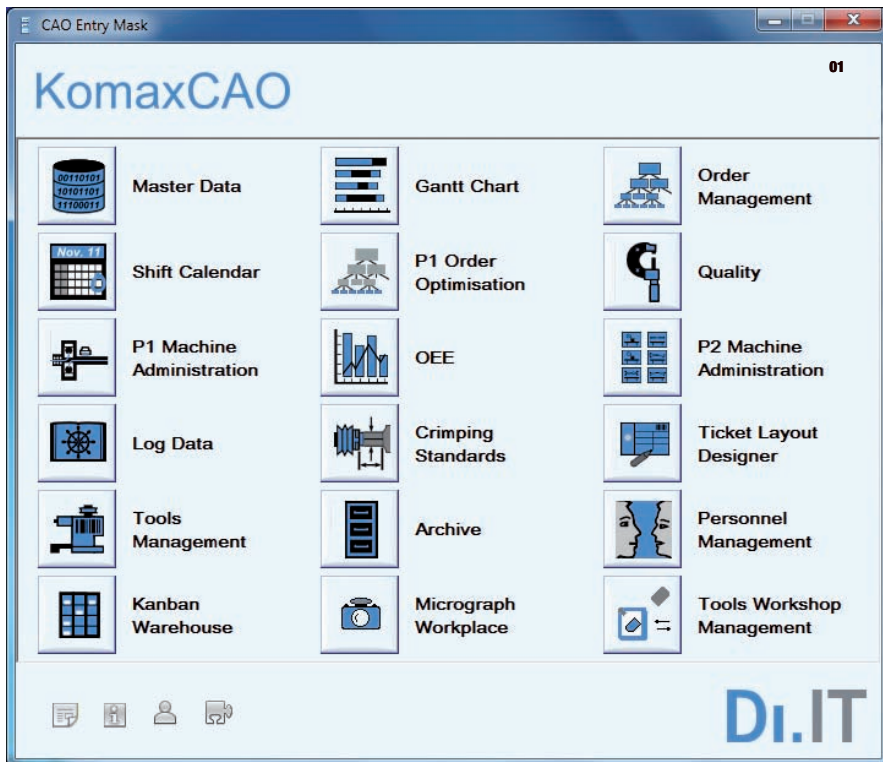 CAO Entry Mask
01
KomaxCAO
00110101
10101101
11100011
Master Data
Gantt Chart
Order
Management
Nov. 11
Shift Calendar
P1 Order
Optimisation
Quality
P1 Machine
Administration
OEE
P2 Machine
Administration
Log Data
Crimping
Standards
Ticket Layout
Designer
Tools
Management
Archive
Personnel
Management
Kanban
Warehouse
Micrograph
Workplace
Tools Workshop
Management
DI.IT